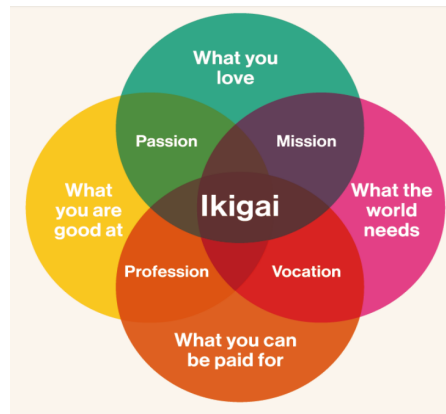 What you
love
Passion
Mission
What
you are
good at
Ikigai
What the
world
needs
Profession
Vocation
What you can
be paid for